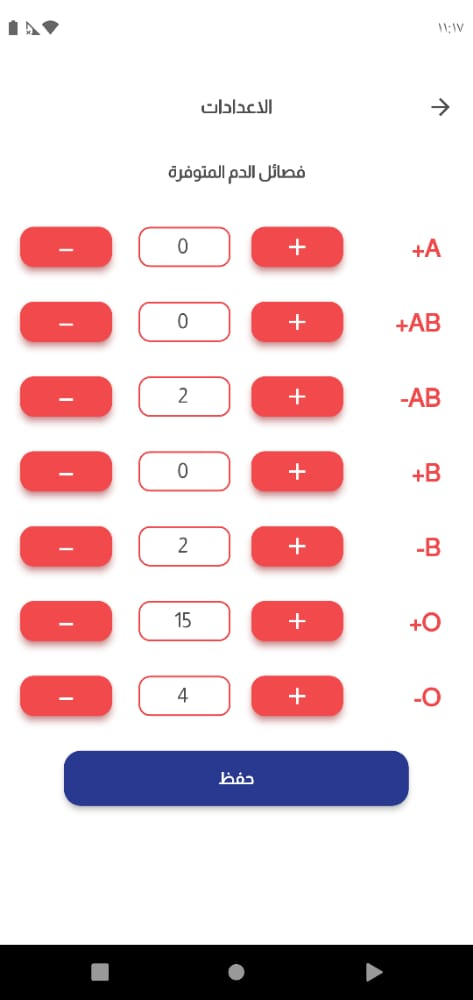 ١١:١٧
الاعدادات
فصائل الدم المتوفرة
+A + 0 −
+AB + 0 −
-AB + 2 −
+B + 0 −
-B + 2 −
+O + 15 −
-O + 4 −
حفظ